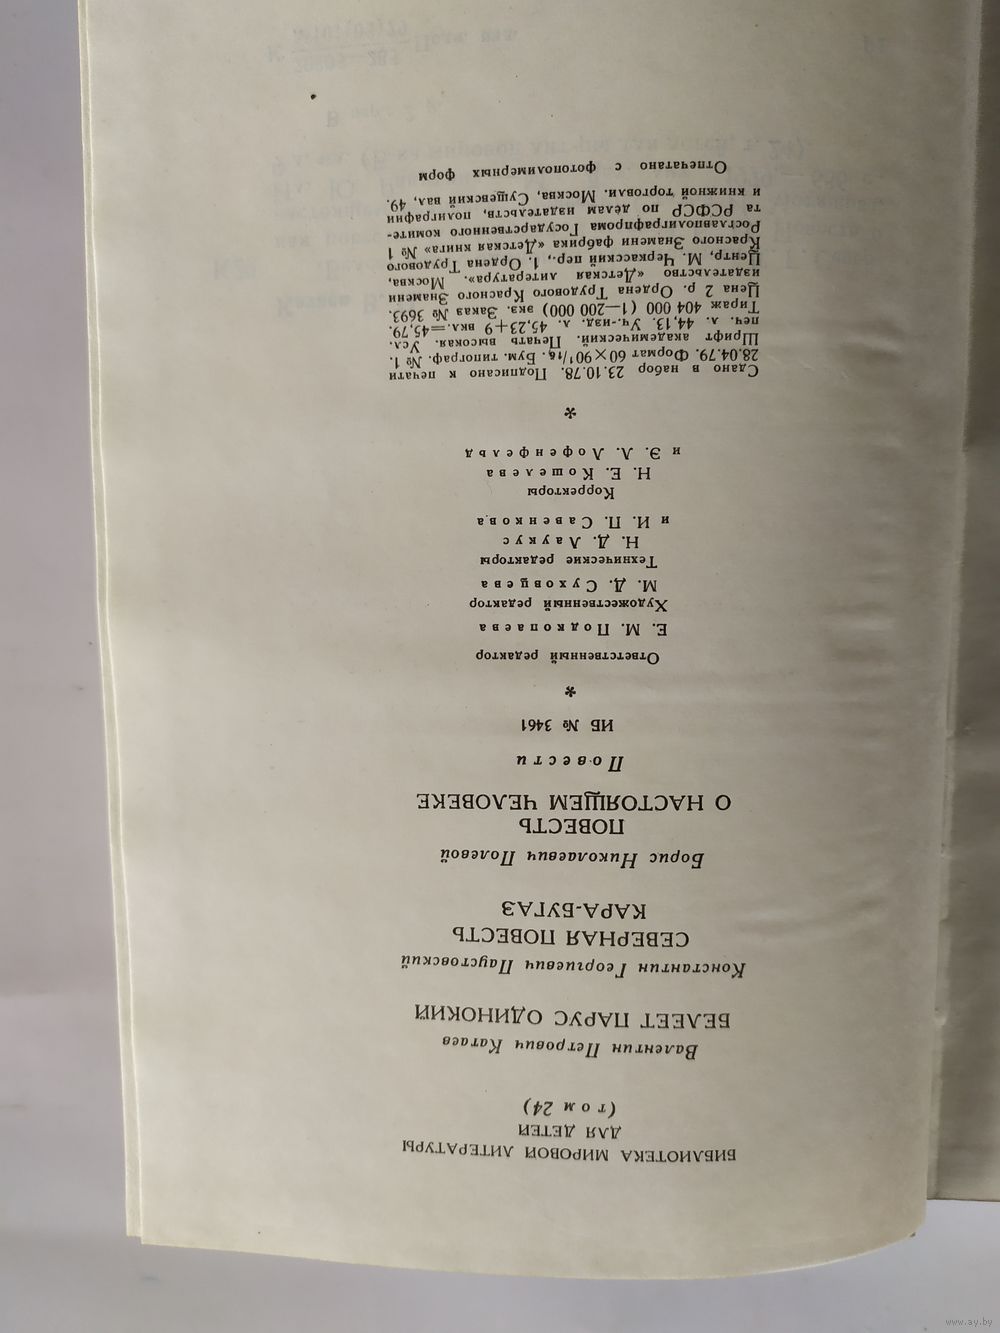 БИБЛИОТЕКА МИРОВОЙ ЛИТЕРАТУРЫ
ДЛЯ ДЕТЕЙ
(том 24)
Валентин Петрович Катаев
БЕЛЕЕТ ПАРУС ОДИНОКИЙ
Константин Георгиевич Паустовский
СЕВЕРНАЯ ПОВЕСТЬ
КАРА-БУГАЗ
Борис Николаевич Полевой
ПОВЕСТЬ
О НАСТОЯЩЕМ ЧЕЛОВЕКЕ
Повести
ИБ № 3461
*
Ответственный редактор
Е. М. Подкопаева
Художественный редактор
М. Д. Суховцева
Технические редакторы
Н. Д. Лаукус
и И. П. Савенкова
Корректоры
Н. Е. Кошелева
и Э. Л. Лофенфельд
*
Сдано в набор 23.10.78. Подписано к печати
28.04.79. Формат 60×90¹/₁₆. Бум. типограф. № 1.
Шрифт академический. Печать высокая. Усл.
печ. л. 44,13. Уч.-изд. л. 45,23+9 вкл.=45,79.
Тираж 404 000 (1—200 000) экз. Заказ № 3693.
Цена 2 р. Ордена Трудового Красного Знамени
издательство «Детская литература». Москва,
Центр, М. Черкасский пер., 1. Ордена Трудового
Красного Знамени фабрика «Детская книга» № 1
Росглавполиграфпрома Государственного комите-
та РСФСР по делам издательств, полиграфии
и книжной торговли. Москва, Сущевский вал, 49.
Отпечатано с фотополимерных форм
www.ay.by